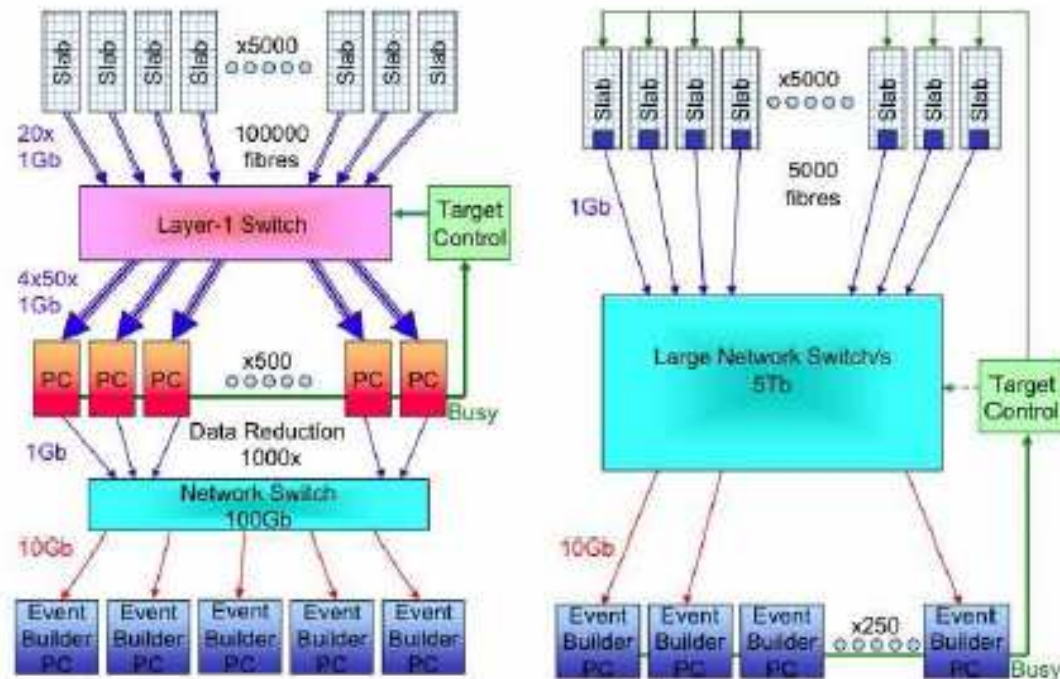 Slab
Slab
Slab
Slab
x5000
Slab
Slab
Slab
20x
1Gb
100000
fibres
Layer-1 Switch
Target
Control
4x50x
1Gb
PC
PC
PC
x500
PC
PC
Busy
Data Reduction
1000x
1Gb
Network Switch
100Gb
10Gb
Event
Builder
PC
Event
Builder
PC
Event
Builder
PC
Event
Builder
PC
Event
Builder
PC
Slab
Slab
Slab
Slab
x5000
Slab
Slab
Slab
1Gb
5000
fibres
Large Network Switch/s
5Tb
Target
Control
10Gb
Event
Builder
PC
Event
Builder
PC
Event
Builder
PC
x250
Event
Builder
PC
Busy